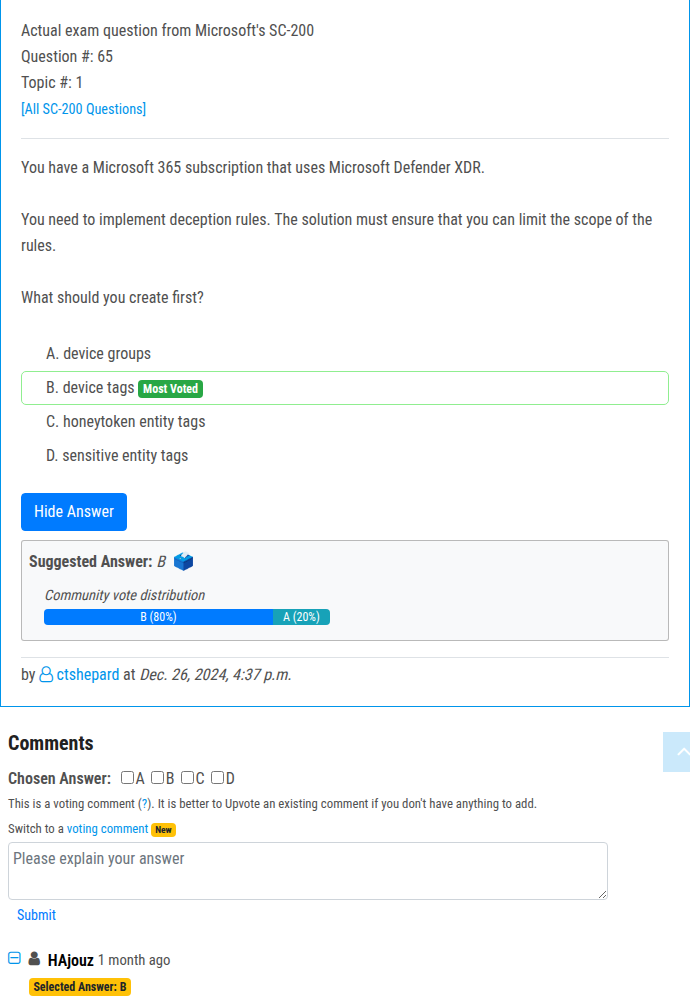 Actual exam question from Microsoft's SC-200
Question #: 65
Topic #: 1
[All SC-200 Questions]
You have a Microsoft 365 subscription that uses Microsoft Defender XDR.
You need to implement deception rules. The solution must ensure that you can limit the scope of the
rules.
What should you create first?
A. device groups
B. device tags Most Voted
C. honeytoken entity tags
D. sensitive entity tags
Hide Answer
Suggested Answer: B
Community vote distribution
B (80%) A (20%)
by ctshepard at Dec. 26, 2024, 4:37 p.m.
Comments
Chosen Answer: A B C D
This is a voting comment (?). It is better to Upvote an existing comment if you don't have anything to add.
Switch to a voting comment New
Please explain your answer
Submit
HAjouz 1 month ago
Selected Answer: B